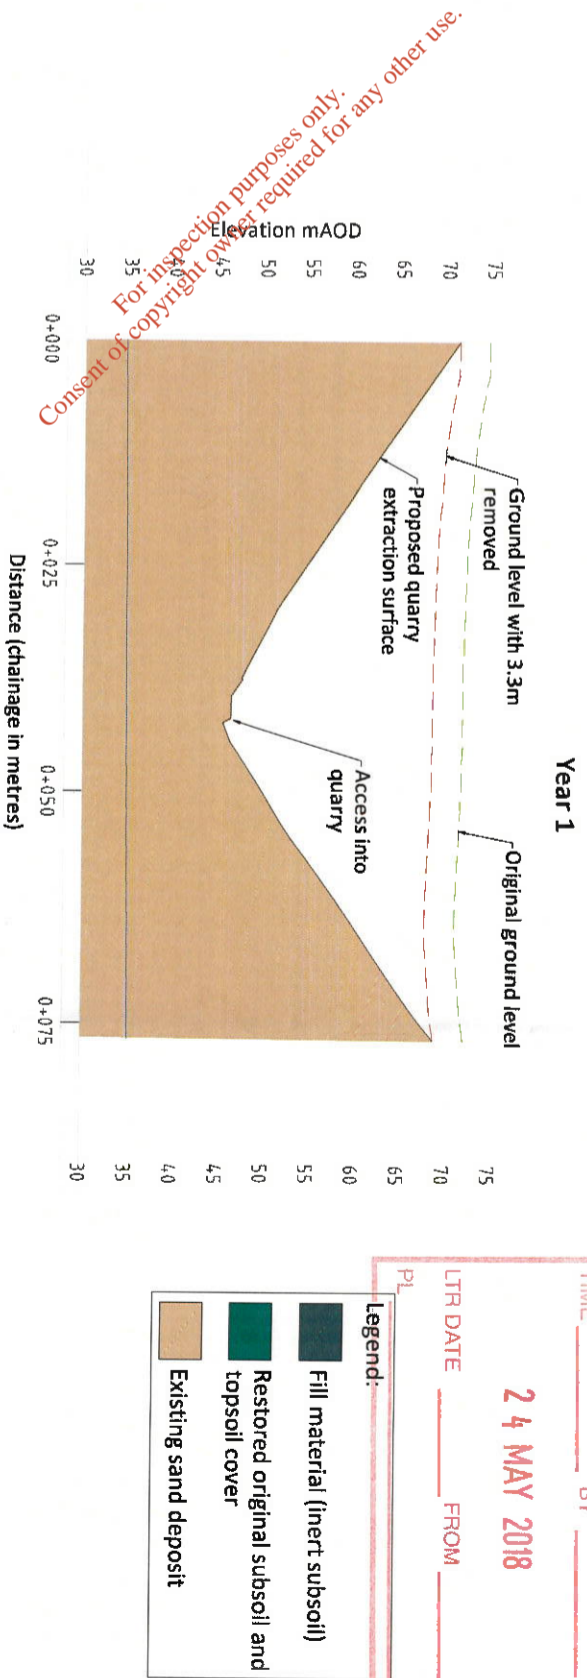 Year 1
Original ground level
Ground level with 3.3m
removed
Proposed quarry
extraction surface
Access into
quarry
Elevation mAOD
75
70
65
60
55
50
45
40
35
30
75
70
65
60
55
50
45
40
35
30
0+000
0+025
0+050
0+075
Distance (chainage in metres)
Legend:
Fill material (inert subsoil)
Restored original subsoil and
topsoil cover
Existing sand deposit
TIME BY
24 MAY 2018
LTR DATE FROM
PL
For inspection purposes only.
Consent of copyright owner required for any other use.